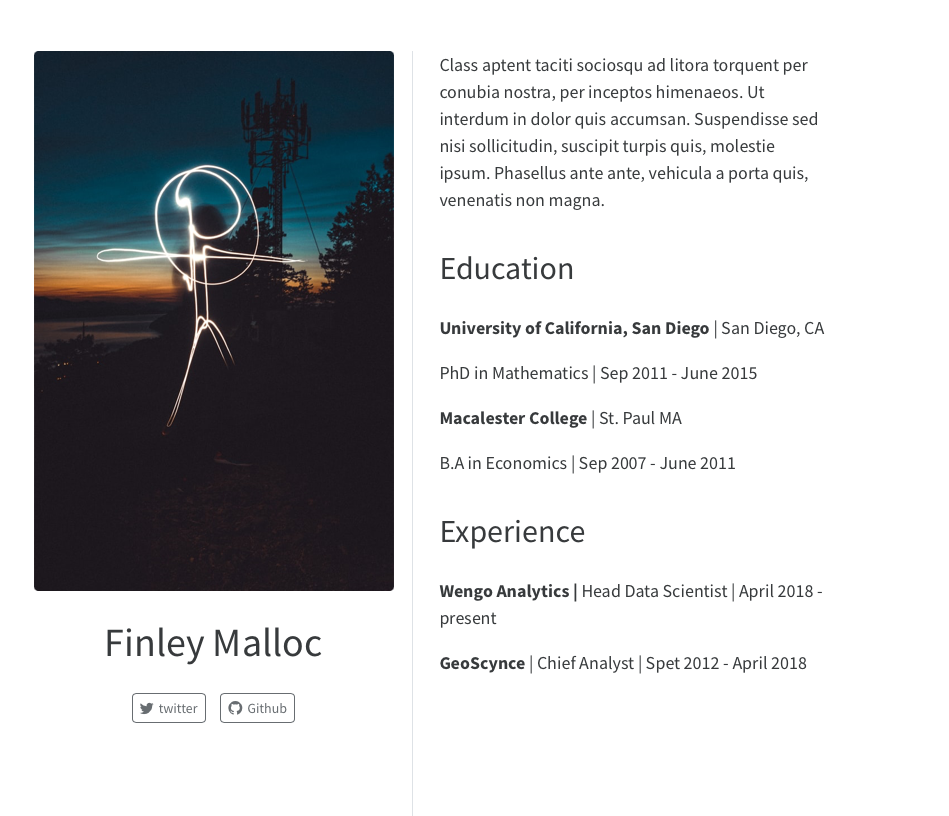 Finley Malloc
twitter
Github
Class aptent taciti sociosqu ad litora torquent per
conubia nostra, per inceptos himenaeos. Ut
interdum in dolor quis accumsan. Suspendisse sed
nisi sollicitudin, suscipit turpis quis, molestie
ipsum. Phasellus ante ante, vehicula a porta quis,
venenatis non magna.
Education
University of California, San Diego | San Diego, CA
PhD in Mathematics | Sep 2011 - June 2015
Macalester College | St. Paul MA
B.A in Economics | Sep 2007 - June 2011
Experience
Wengo Analytics | Head Data Scientist | April 2018 -
present
GeoScynce | Chief Analyst | Spet 2012 - April 2018